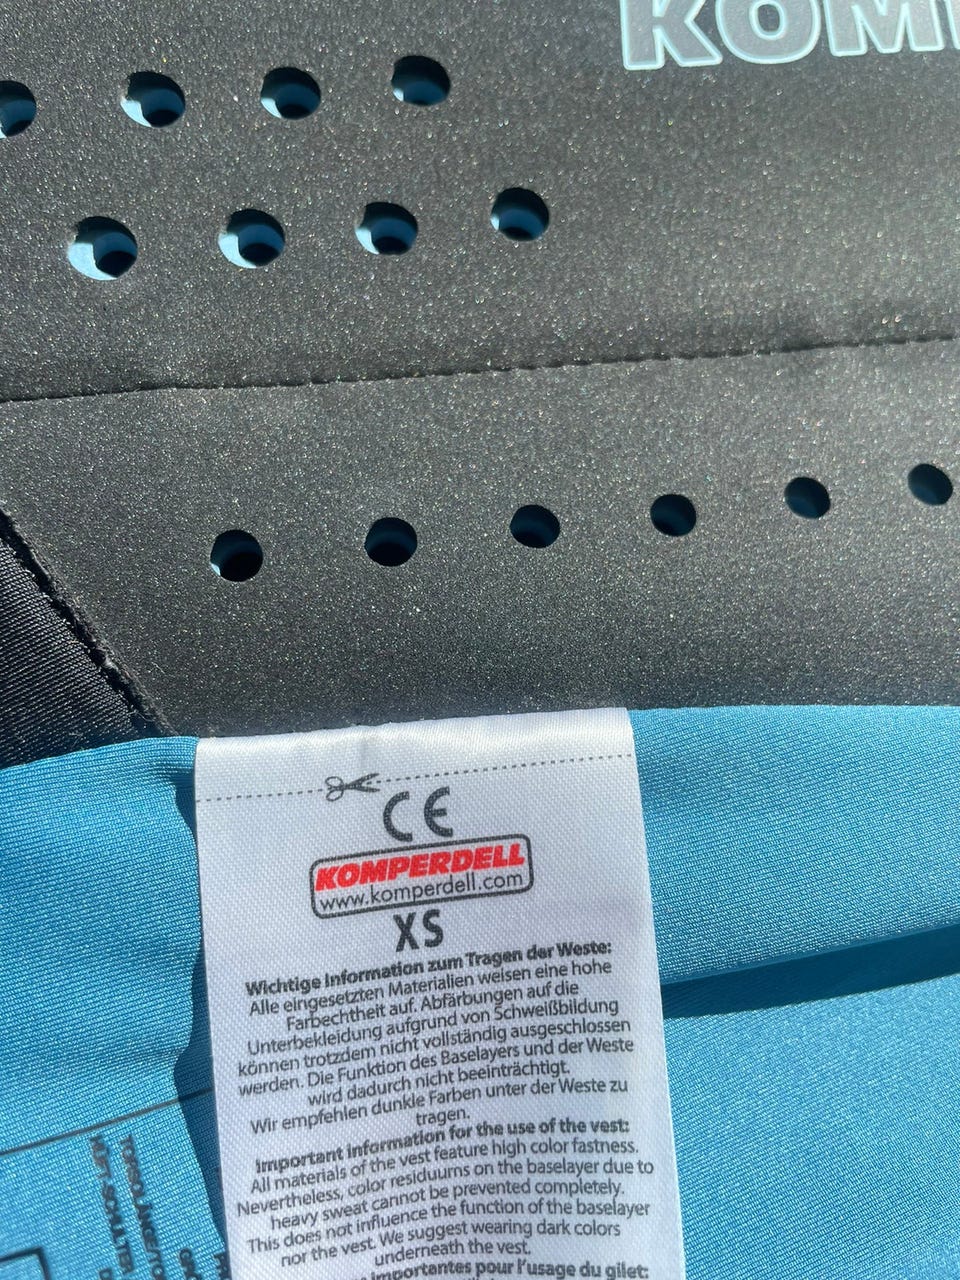 KOMP
CE
KOMPERDELL
www.komperdell.com
XS
Wichtige Information zum Tragen der Weste:
Alle eingesetzten Materialien weisen eine hohe
Farbechtheit auf. Abfärbungen auf die
Unterbekleidung aufgrund von Schweißbildung
können trotzdem nicht vollständig ausgeschlossen
werden. Die Funktion des Baselayers und der Weste
wird dadurch nicht beeinträchtigt.
Wir empfehlen dunkle Farben unter der Weste zu
tragen.
Important information for the use of the vest:
All materials of the vest feature high color fastness.
Nevertheless, color residuums on the baselayer due to
heavy sweat cannot be prevented completely.
This does not influence the function of the baselayer
nor the vest. We suggest wearing dark colors
underneath the vest.
importantes pour l'usage du gilet: